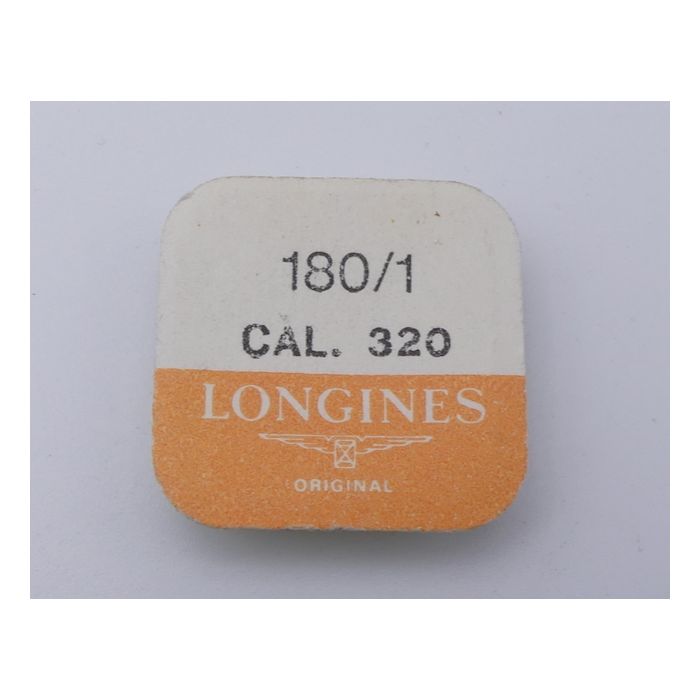 180/1
CAL. 320
LONGINES
ORIGINAL